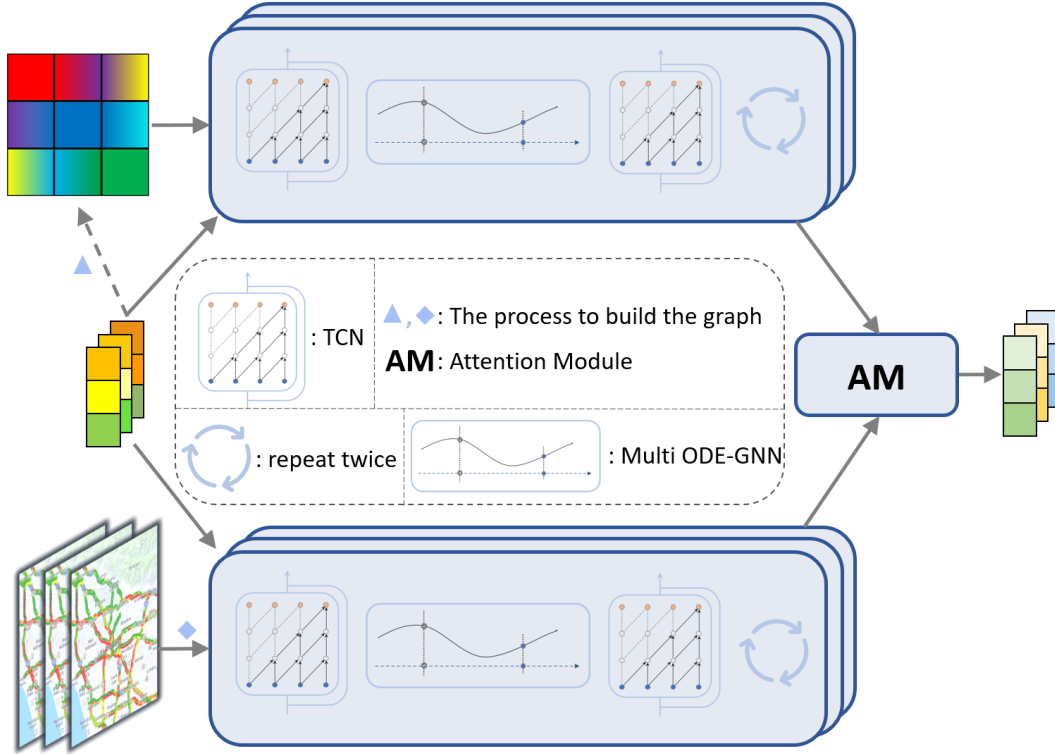 : TCN
, : The process to build the graph
AM: Attention Module
: repeat twice
: Multi ODE-GNN
AM